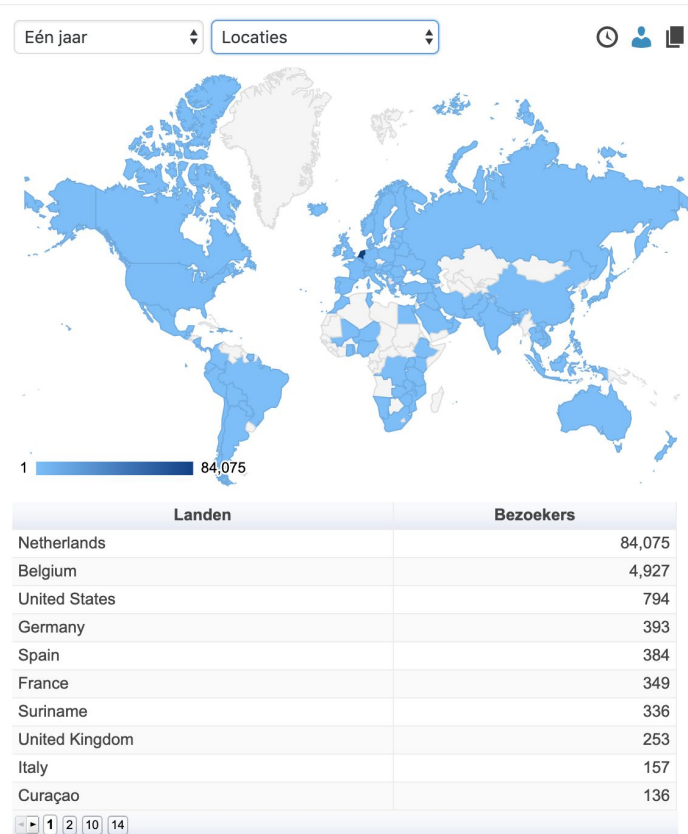 Eén jaar Locaties
1 84,075
Landen Bezoekers
Netherlands 84,075
Belgium 4,927
United States 794
Germany 393
Spain 384
France 349
Suriname 336
United Kingdom 253
Italy 157
Curaçao 136
1 2 10 14